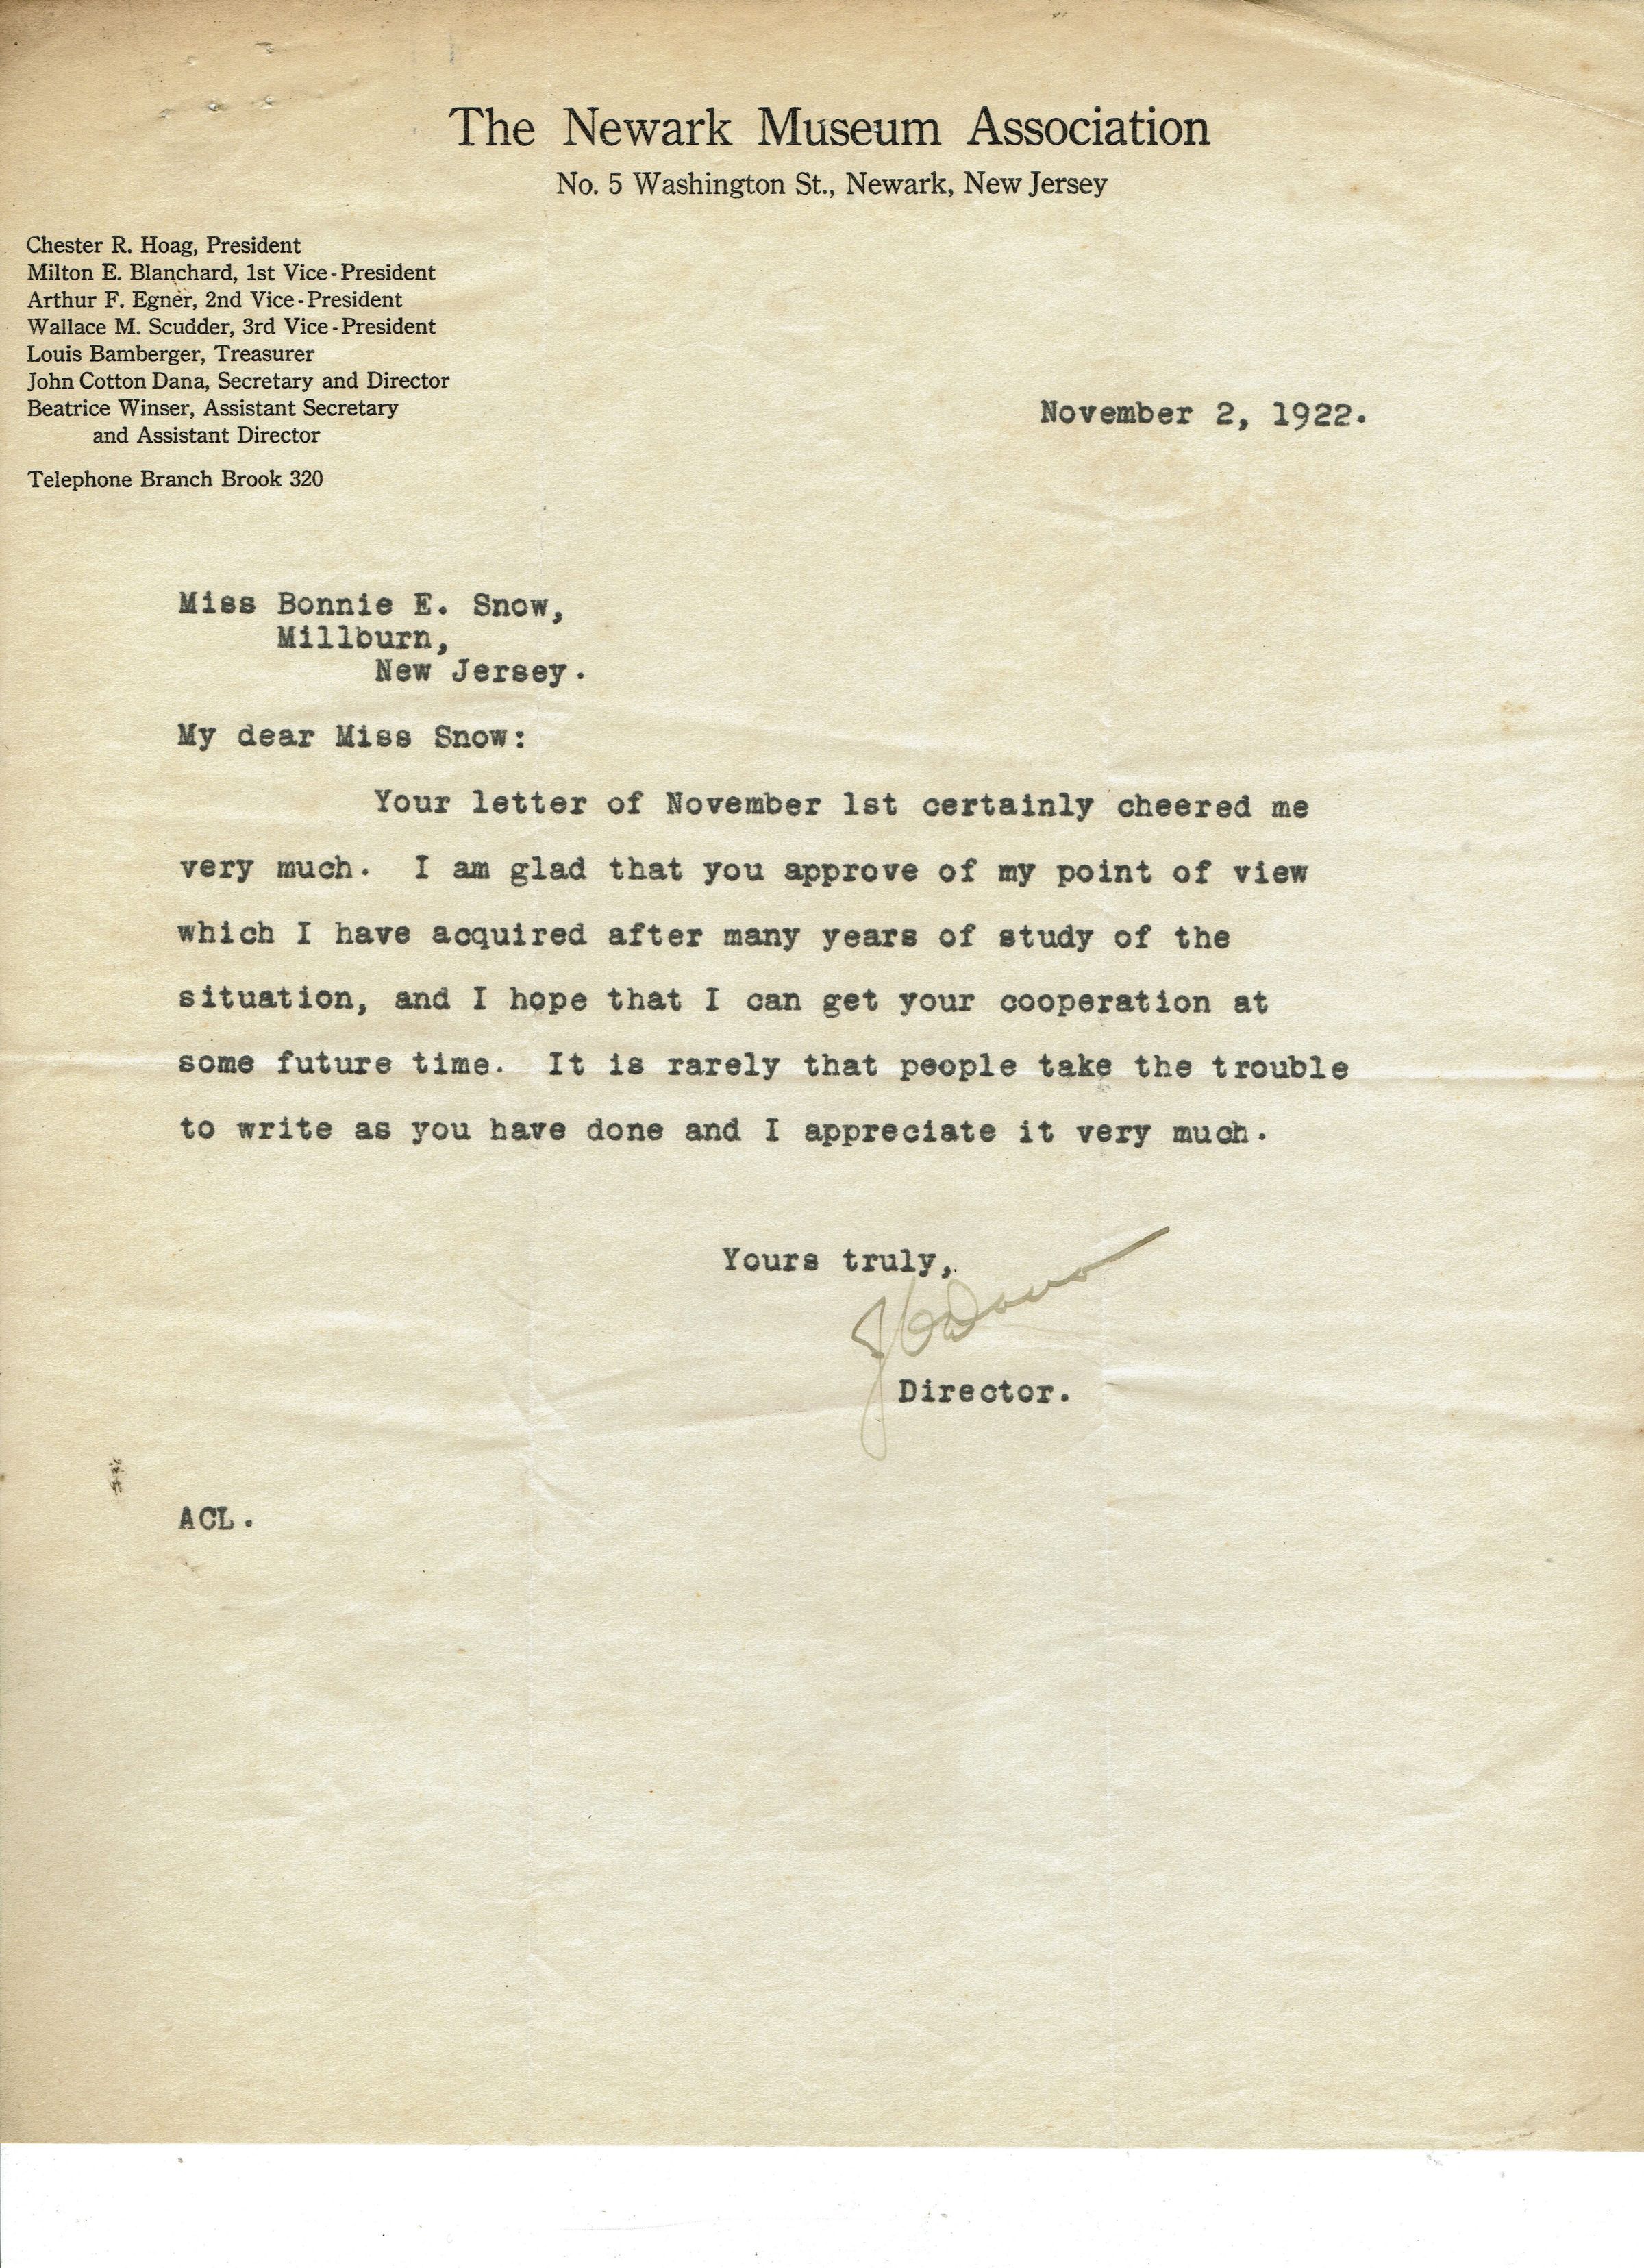 The Newark Museum Association
No. 5 Washington St., Newark, New Jersey
Chester R. Hoag, President
Milton E. Blanchard, 1st Vice-President
Arthur F. Egner, 2nd Vice-President
Wallace M. Scudder, 3rd Vice-President
Louis Bamberger, Treasurer
John Cotton Dana, Secretary and Director
Beatrice Winser, Assistant Secretary
and Assistant Director
Telephone Branch Brook 320
November 2, 1922.
Miss Bonnie E. Snow,
Millburn,
New Jersey.
My dear Miss Snow:
Your letter of November 1st certainly cheered me
very much. I am glad that you approve of my point of view
which I have acquired after many years of study of the
situation, and I hope that I can get your cooperation at
some future time. It is rarely that people take the trouble
to write as you have done and I appreciate it very much.
Yours truly,
J C Dana
Director.
ACL.